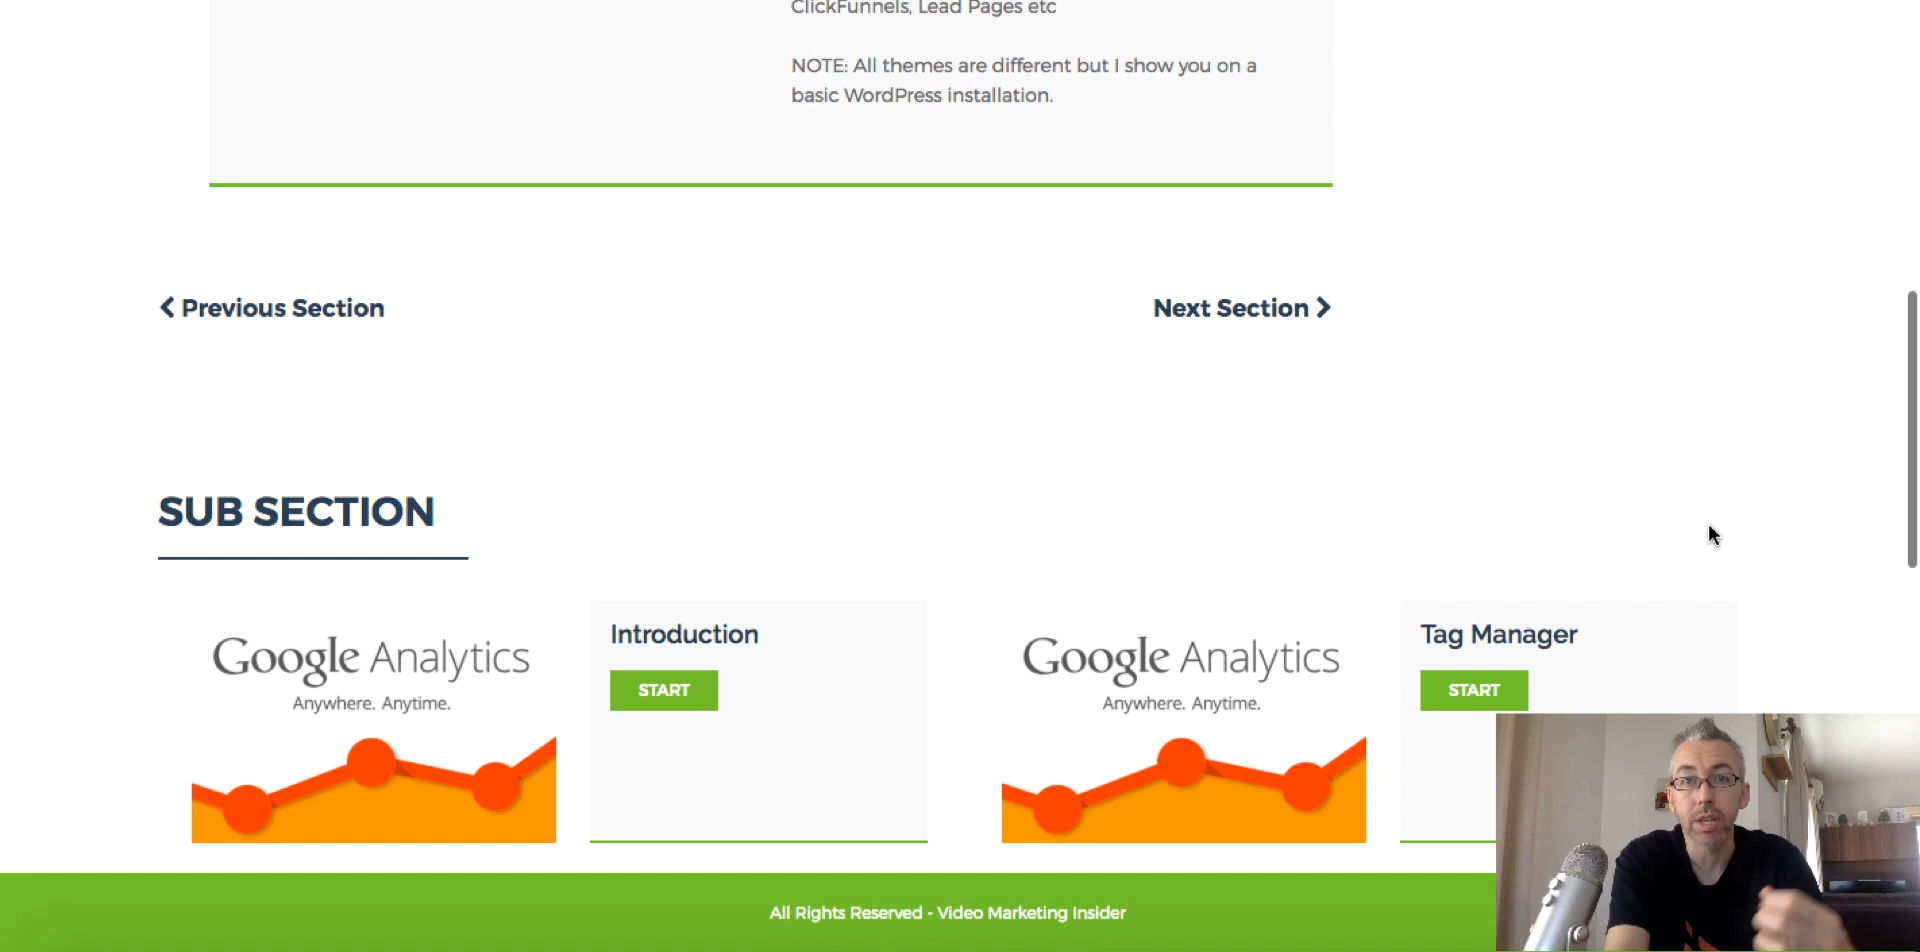 ClickFunnels, Lead Pages etc
NOTE: All themes are different but I show you on a
basic WordPress installation.
Previous Section
Next Section
SUB SECTION
Google Analytics
Anywhere. Anytime.
Introduction
START
Google Analytics
Anywhere. Anytime.
Tag Manager
START
All Rights Reserved - Video Marketing Insider